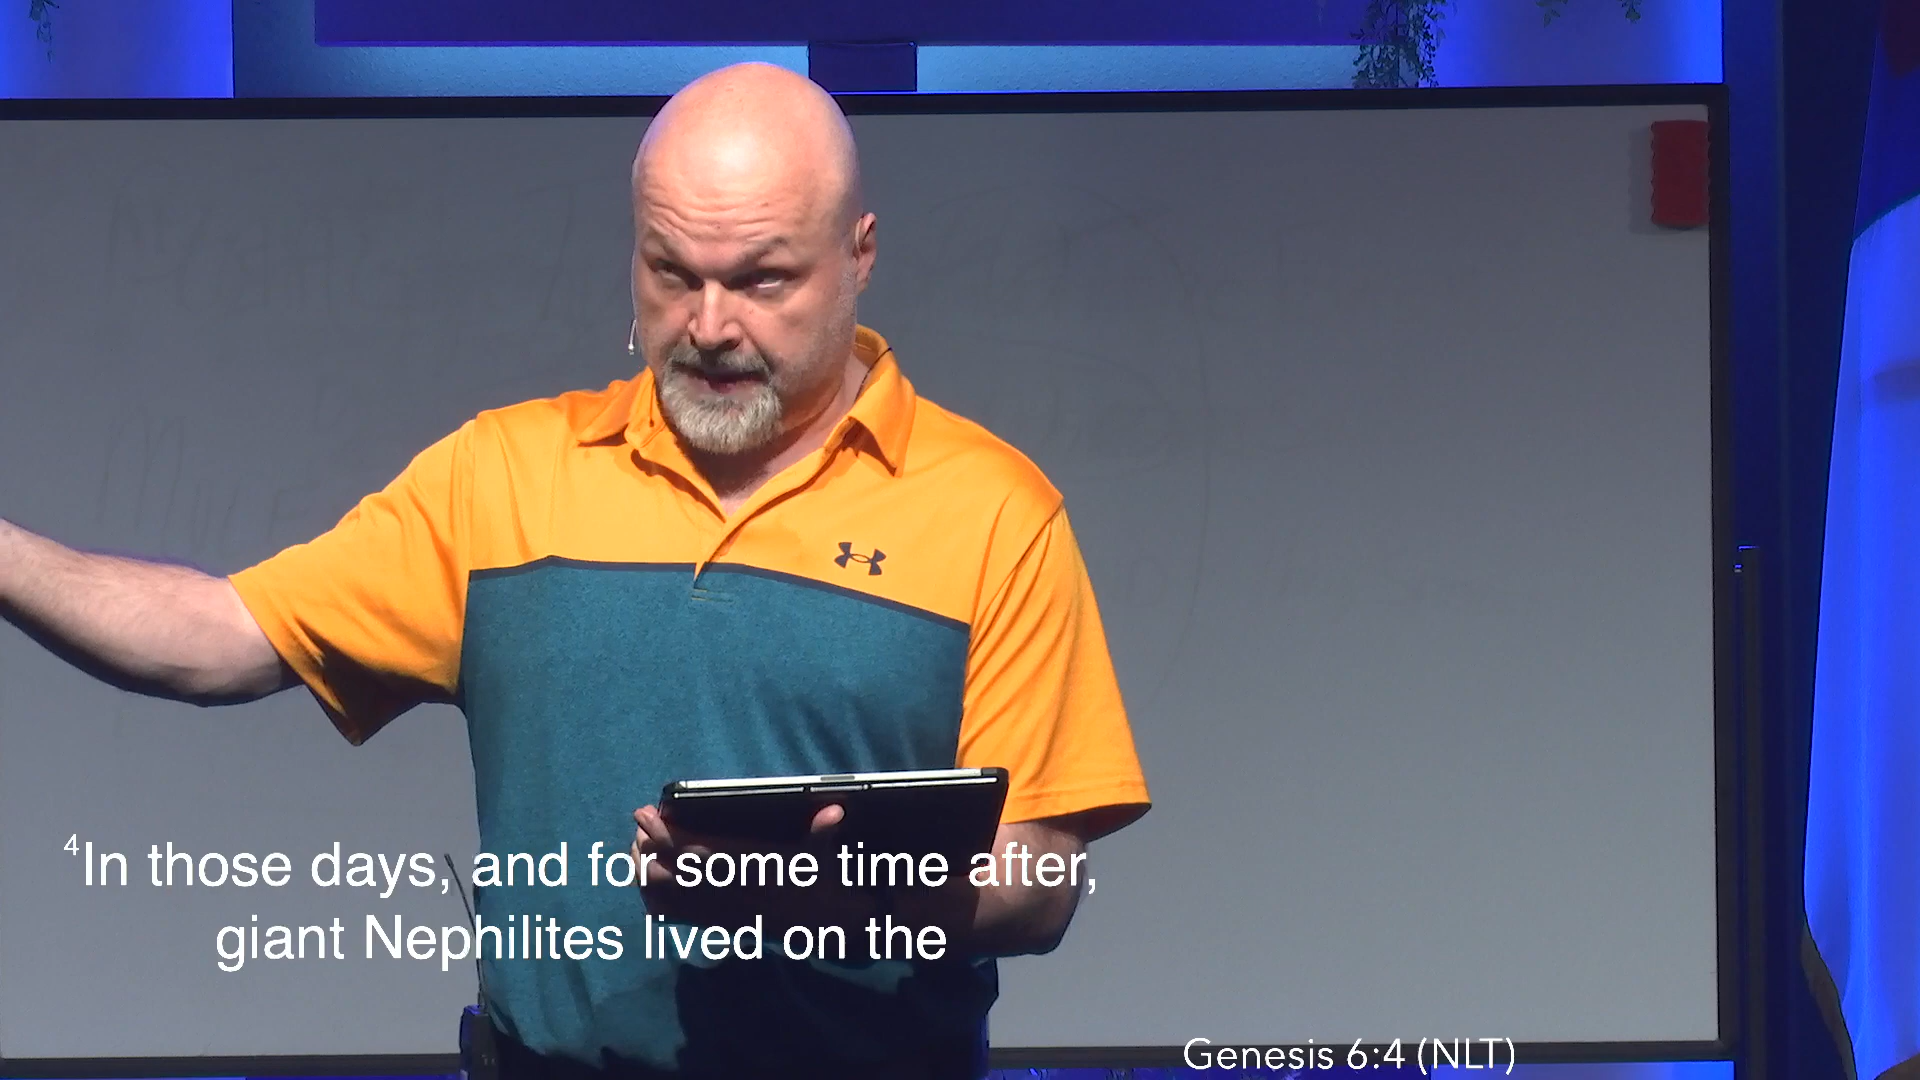 ⁴In those days, and for some time after,
giant Nephilites lived on the
Genesis 6:4 (NLT)